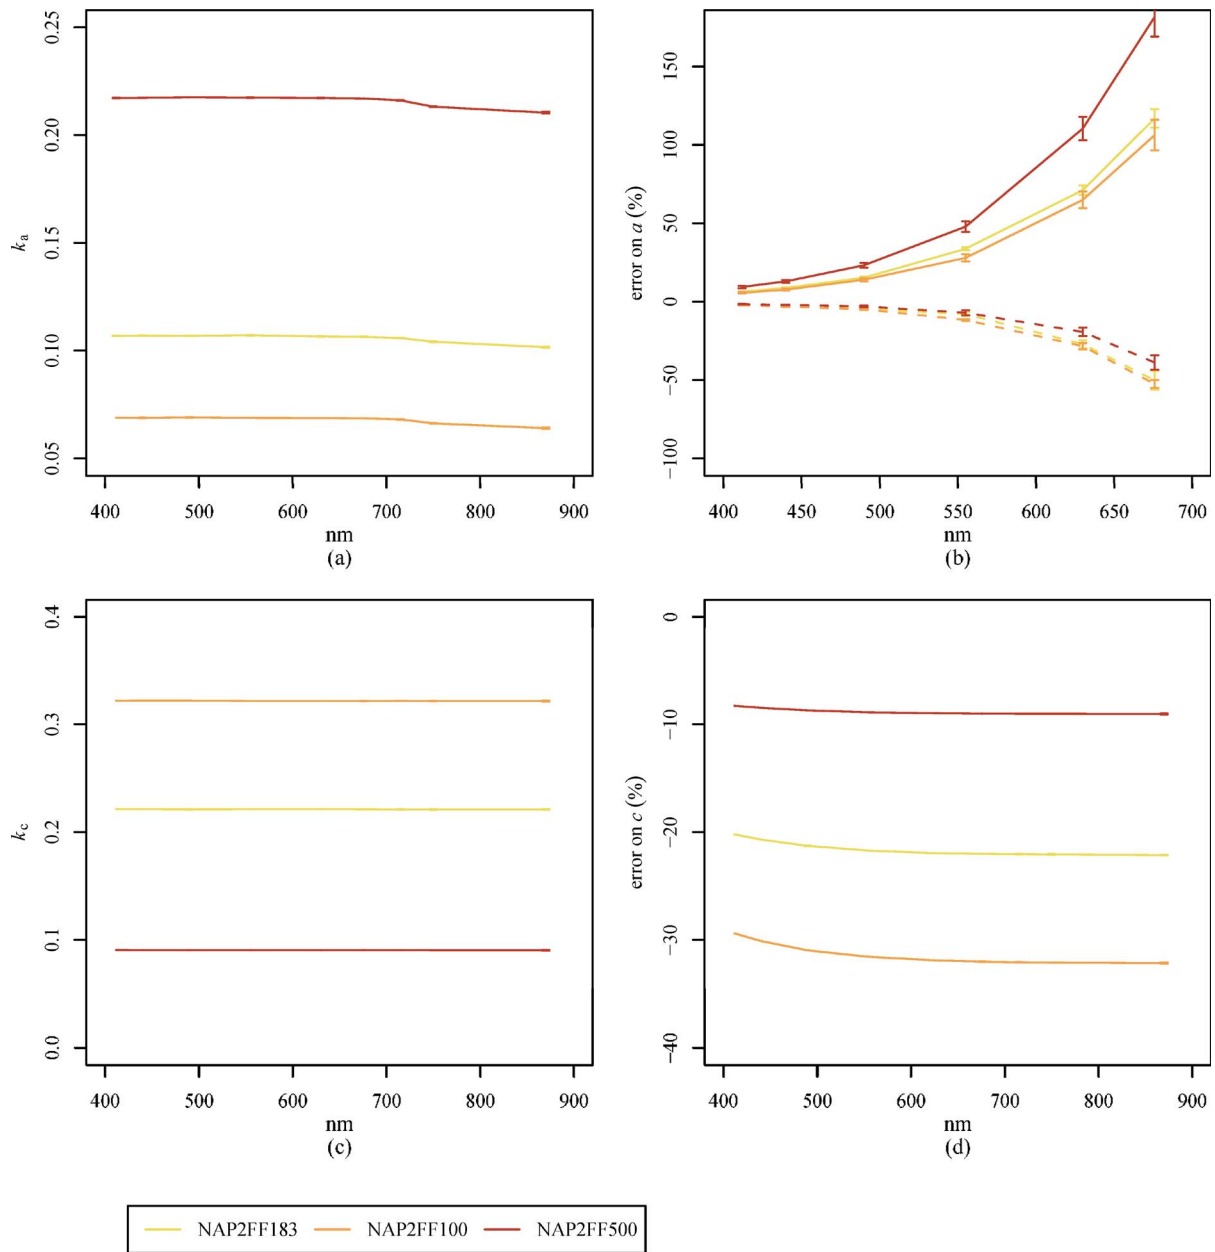 0.25
0.20
0.15
0.10
0.05
ka
400 500 600 700 800 900
nm
(a)
150
100
50
0
−50
−100
error on a (%)
400 450 500 550 600 650 700
nm
(b)
0.4
0.3
0.2
0.1
0.0
kc
400 500 600 700 800 900
nm
(c)
0
−10
−20
−30
−40
error on c (%)
400 500 600 700 800 900
nm
(d)
NAP2FF183 NAP2FF100 NAP2FF500